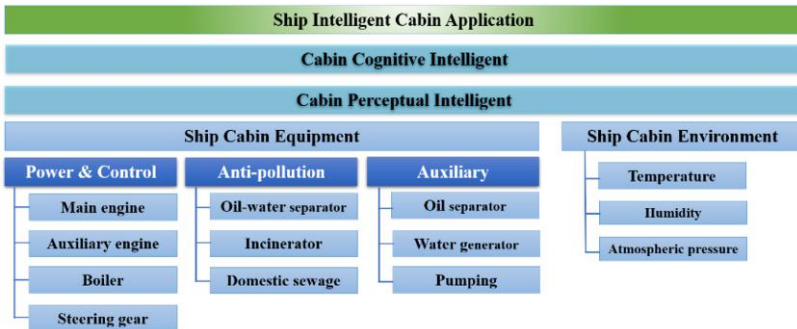 Ship Intelligent Cabin Application
Cabin Cognitive Intelligent
Cabin Perceptual Intelligent
Ship Cabin Equipment
Ship Cabin Environment
Power & Control
Anti-pollution
Auxiliary
Temperature
Main engine
Oil-water separator
Oil separator
Humidity
Auxiliary engine
Incinerator
Water generator
Atmospheric pressure
Boiler
Domestic sewage
Pumping
Steering gear